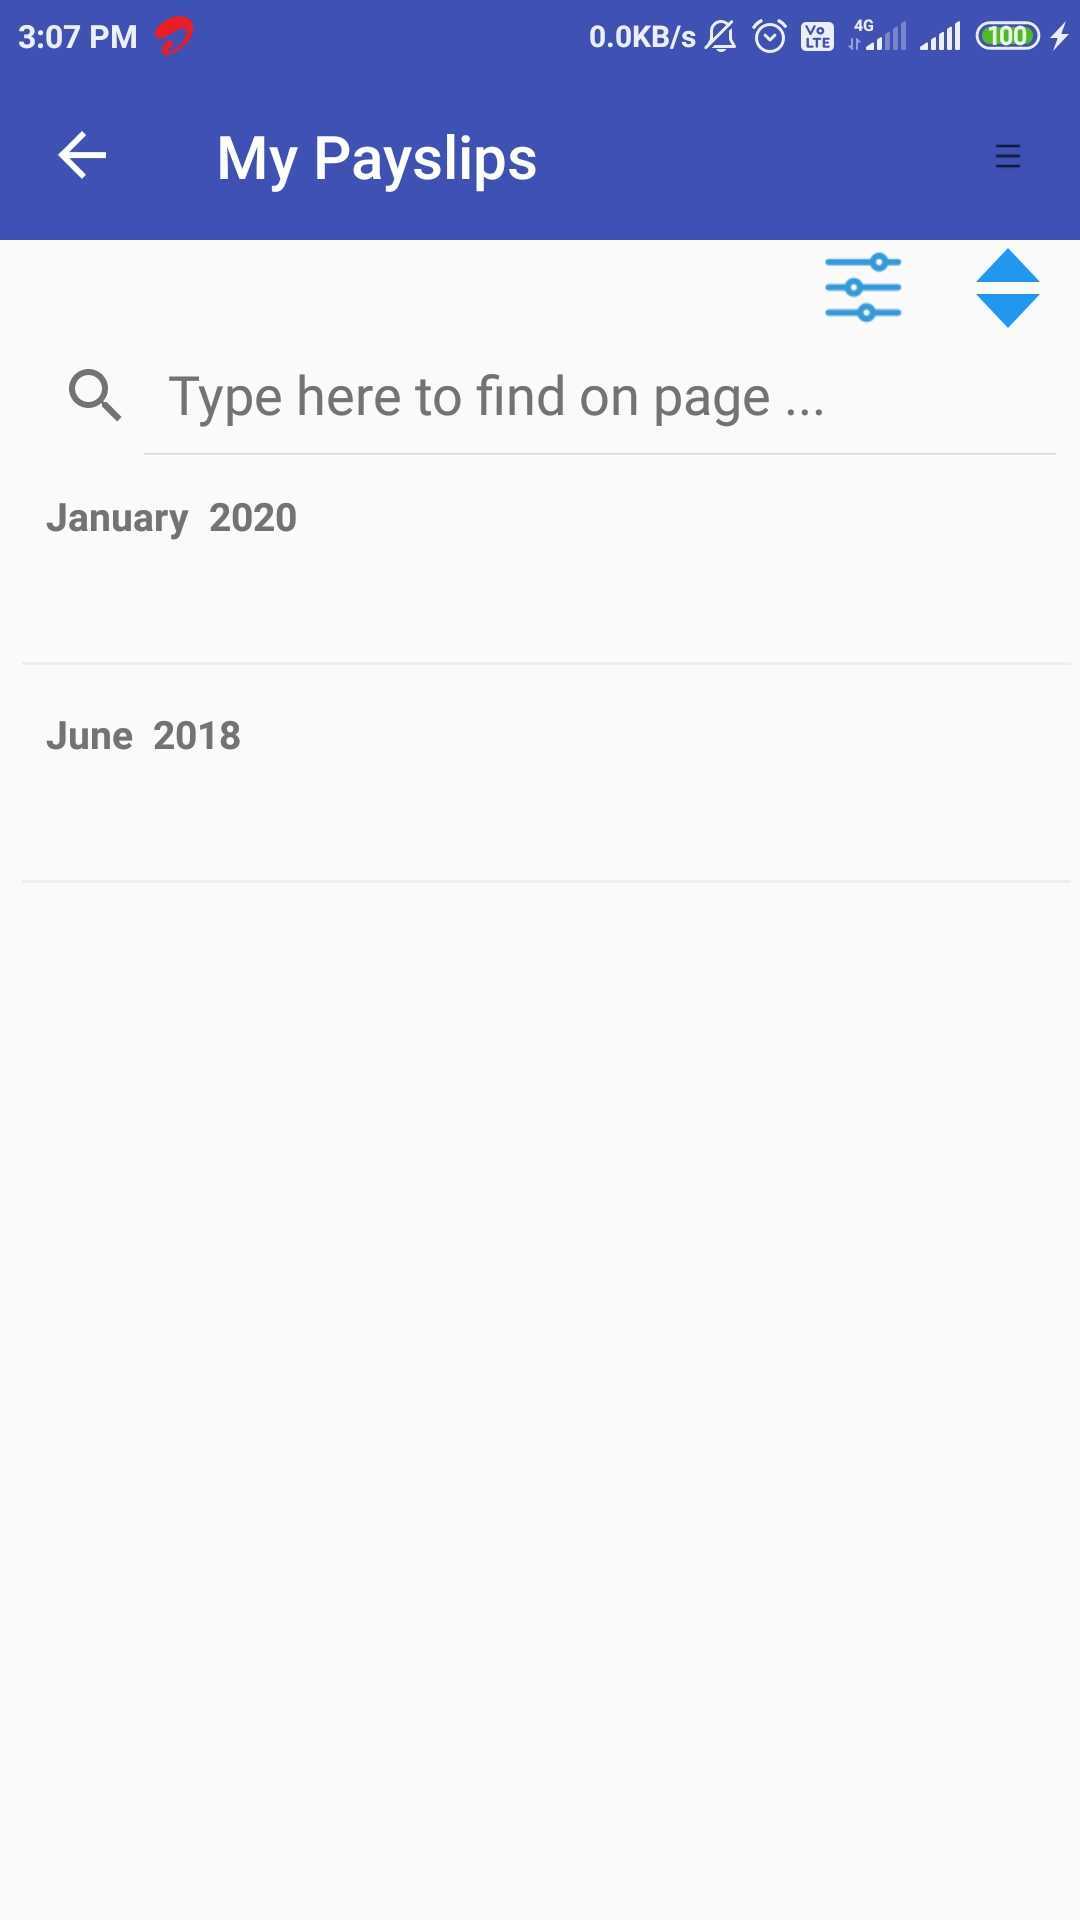 3:07 PM 0.0KB/s Vo LTE 4G 100
My Payslips
Type here to find on page ...
January 2020
June 2018